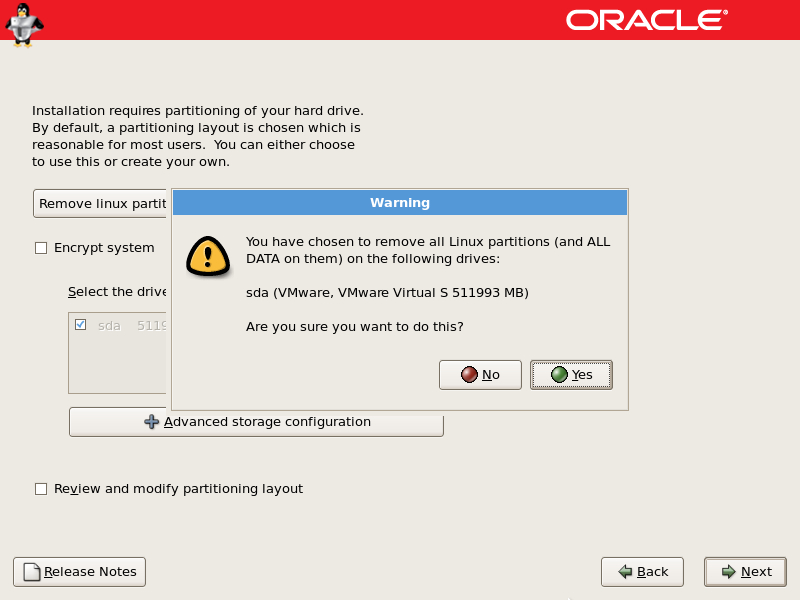 ORACLE®
Installation requires partitioning of your hard drive.
By default, a partitioning layout is chosen which is
reasonable for most users. You can either choose
to use this or create your own.
Remove linux partit
Warning
You have chosen to remove all Linux partitions (and ALL
DATA on them) on the following drives:
sda (VMware, VMware Virtual S 511993 MB)
Are you sure you want to do this?
No Yes
Encrypt system
Select the drive
sda 5119
Advanced storage configuration
Review and modify partitioning layout
Release Notes Back Next